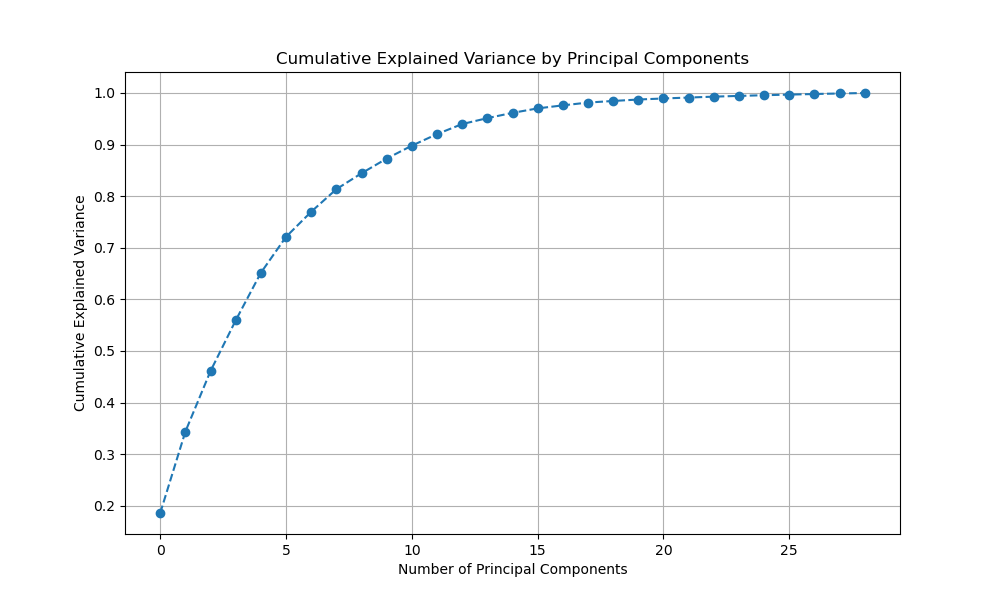 Cumulative Explained Variance by Principal Components
1.0
0.9
0.8
0.7
0.6
0.5
0.4
0.3
0.2
Cumulative Explained Variance
0 5 10 15 20 25
Number of Principal Components